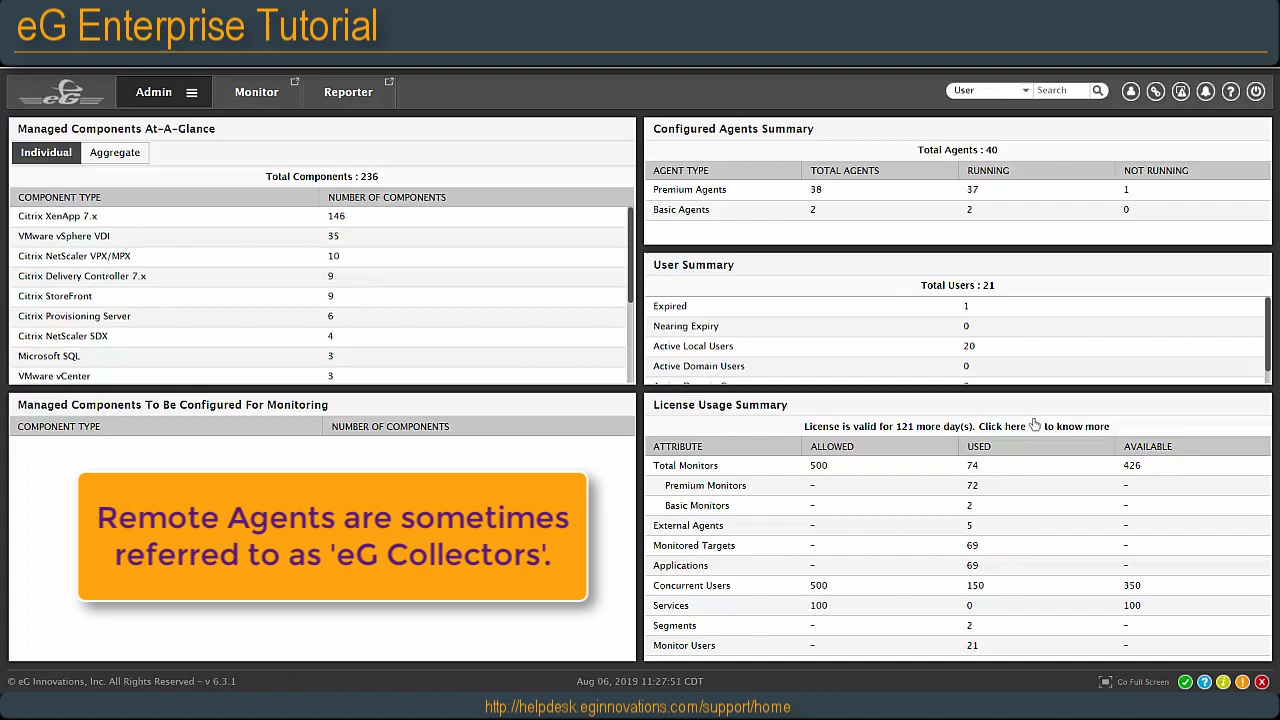 eG Enterprise Tutorial
eG Admin Monitor Reporter User Search
Managed Components At-A-Glance
Individual Aggregate
Total Components : 236
COMPONENT TYPE NUMBER OF COMPONENTS
Citrix XenApp 7.x 146
VMware vSphere VDI 35
Citrix NetScaler VPX/MPX 10
Citrix Delivery Controller 7.x 9
Citrix StoreFront 9
Citrix Provisioning Server 6
Citrix NetScaler SDX 4
Microsoft SQL 3
VMware vCenter 3
Configured Agents Summary
Total Agents : 40
AGENT TYPE TOTAL AGENTS RUNNING NOT RUNNING
Premium Agents 38 37 1
Basic Agents 2 2 0
User Summary
Total Users : 21
Expired 1
Nearing Expiry 0
Active Local Users 20
Active Domain Users 0
Managed Components To Be Configured For Monitoring
COMPONENT TYPE NUMBER OF COMPONENTS
Remote Agents are sometimes
referred to as 'eG Collectors'.
License Usage Summary
License is valid for 121 more day(s). Click here to know more
ATTRIBUTE ALLOWED USED AVAILABLE
Total Monitors 500 74 426
Premium Monitors - 72 -
Basic Monitors - 2 -
External Agents - 5 -
Monitored Targets - 69 -
Applications - 69 -
Concurrent Users 500 150 350
Services 100 0 100
Segments - 2 -
Monitor Users - 21 -
© eG Innovations, Inc. All Rights Reserved - v 6.3.1 Aug 06, 2019 11:27:51 CDT Go Full Screen
http://helpdesk.eginnovations.com/support/home